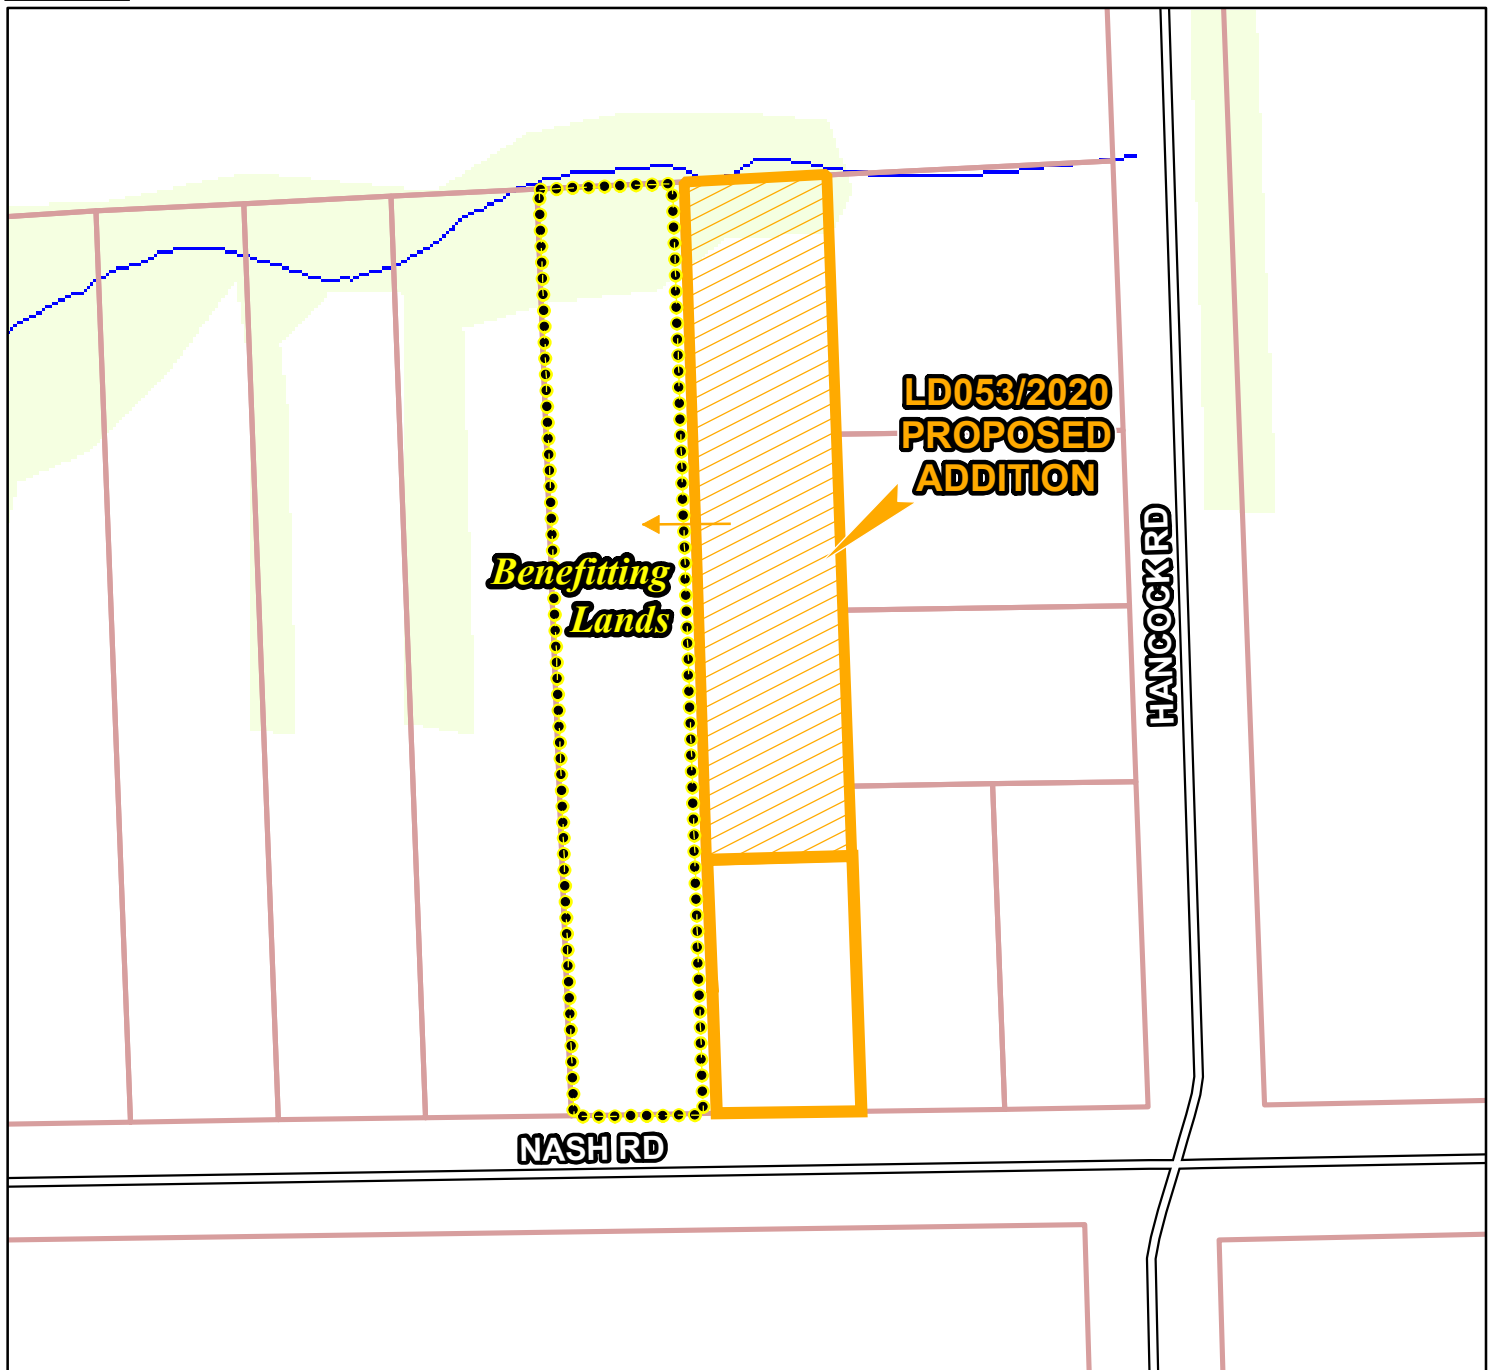 LD053/2020
PROPOSED
ADDITION
HANCOCK RD
Benefitting
Lands
NASH RD